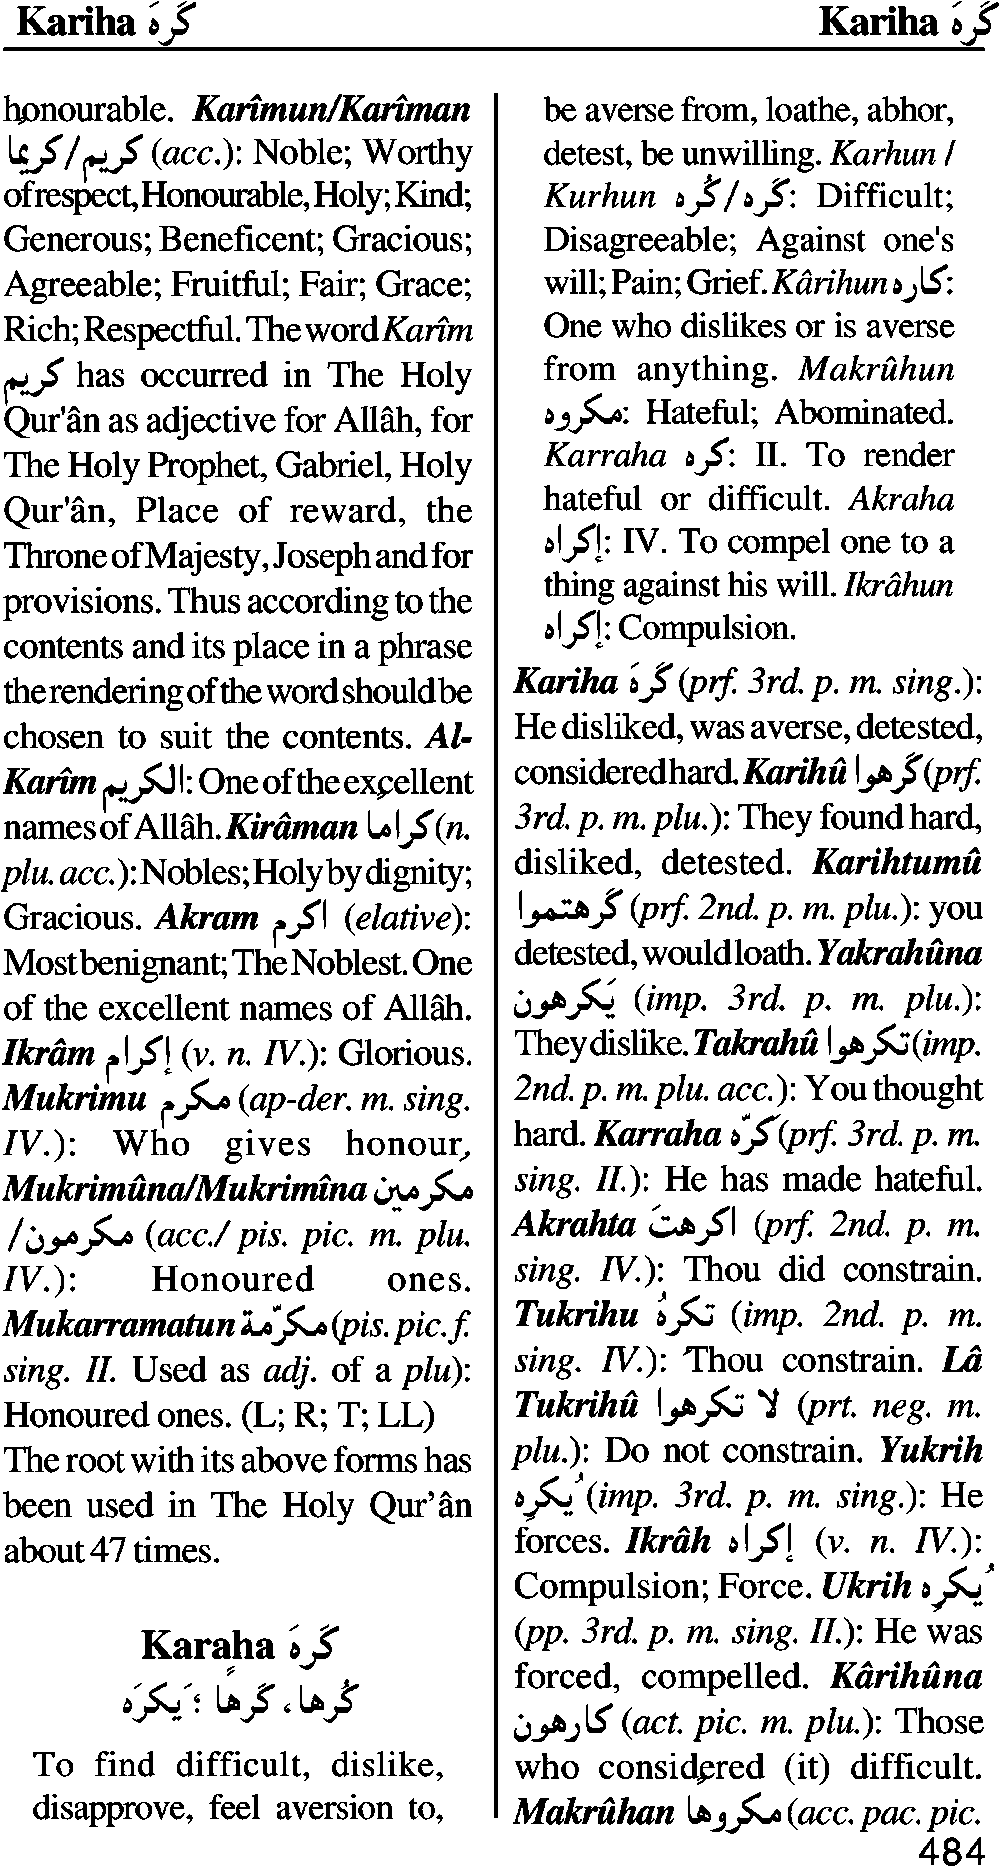 Kariha كَرِهَ
Kariha كَرِهَ
honourable. Karîmun/Karîman
كريم/كريمًا (acc.): Noble; Worthy
of respect, Honourable, Holy; Kind;
Generous; Beneficent; Gracious;
Agreeable; Fruitful; Fair; Grace;
Rich; Respectful. The word Karîm
كريم has occurred in The Holy
Qur'ân as adjective for Allâh, for
The Holy Prophet, Gabriel, Holy
Qur'ân, Place of reward, the
Throne of Majesty, Joseph and for
provisions. Thus according to the
contents and its place in a phrase
the rendering of the word should be
chosen to suit the contents. Al-
Karîm الكريم: One of the excellent
names of Allâh. Kirâman كراما (n.
plu. acc.): Nobles; Holy by dignity;
Gracious. Akram اكرم (elative):
Most benignant; The Noblest. One
of the excellent names of Allâh.
Ikrâm إكرام (v. n. IV.): Glorious.
Mukrimu مكرم (ap-der. m. sing.
IV.): Who gives honour,
Mukrimûna/Mukrimîna مكرمين
/مكرمون (acc./ pis. pic. m. plu.
IV.): Honoured ones.
Mukarramatun مكرّمة (pis. pic. f.
sing. II. Used as adj. of a plu):
Honoured ones. (L; R; T; LL)
The root with its above forms has
been used in The Holy Qur’ân
about 47 times.
Karaha كَرِهَ
كُرها، كَرهًا ؛ يَكرَه
To find difficult, dislike,
disapprove, feel aversion to,
be averse from, loathe, abhor,
detest, be unwilling. Karhun /
Kurhun كَره/كُره: Difficult;
Disagreeable; Against one's
will; Pain; Grief. Kârihun كاره:
One who dislikes or is averse
from anything. Makrûhun
مكروه: Hateful; Abominated.
Karraha كره: II. To render
hateful or difficult. Akraha
إكراه: IV. To compel one to a
thing against his will. Ikrâhun
إكراه: Compulsion.
Kariha كَرِهَ (prf. 3rd. p. m. sing.):
He disliked, was averse, detested,
considered hard. Karihû كَرهوا (prf.
3rd. p. m. plu.): They found hard,
disliked, detested. Karihtumû
كَرهتموا (prf. 2nd. p. m. plu.): you
detested, would loath. Yakrahûna
يَكرهون (imp. 3rd. p. m. plu.):
They dislike. Takrahû تكرهوا (imp.
2nd. p. m. plu. acc.): You thought
hard. Karraha كَرّه (prf. 3rd. p. m.
sing. II.): He has made hateful.
Akrahta اكرهتَ (prf. 2nd. p. m.
sing. IV.): Thou did constrain.
Tukrihu تكرهُ (imp. 2nd. p. m.
sing. IV.): Thou constrain. Lâ
Tukrihû لا تكرهوا (prt. neg. m.
plu.): Do not constrain. Yukrih
يُكرِه (imp. 3rd. p. m. sing.): He
forces. Ikrâh إكراه (v. n. IV.):
Compulsion; Force. Ukrih يُكرِه
(pp. 3rd. p. m. sing. II.): He was
forced, compelled. Kârihûna
كارهون (act. pic. m. plu.): Those
who considered (it) difficult.
Makrûhan مكروها (acc. pac. pic.
484